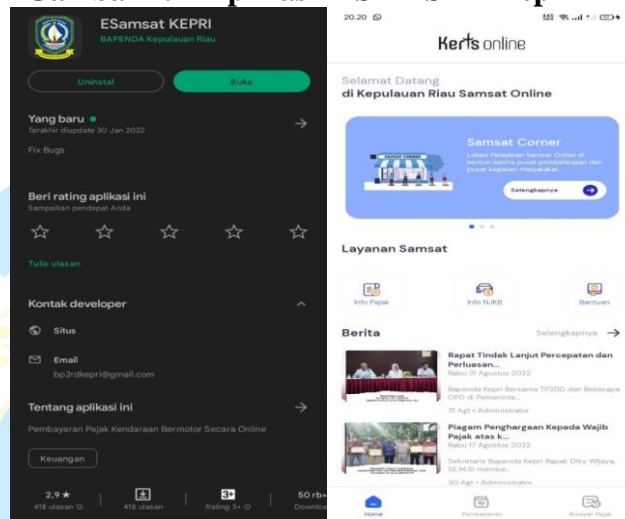 ESamsat KEPRI
BAPENDA Kepulauan Riau
Uninstal
Buka
Yang baru
Terakhir diupdate 30 Jan 2022
Fix Bugs
Beri rating aplikasi ini
Sampaikan pendapat Anda
Tulis ulasan
Kontak developer
Situs
Email
bp2rdkepri@gmail.com
Tentang aplikasi ini
Pembayaran Pajak Kendaraan Bermotor Secara Online
Keuangan
2,9 ★
418 ulasan
418 ulasan
3+
Rating 3+
50 rb+
20.20
Kerts online
Selamat Datang
di Kepulauan Riau Samsat Online
SAMSAT CORNER
Samsat Corner
Lokasi Pelayanan Samsat Outlet di
sentra-sentra pusat perbelanjaan dan
pusat kegiatan masyarakat.
Selengkapnya
Layanan Samsat
Info Pajak
Info NJKB
Bantuan
Berita
Selengkapnya
Rapat Tindak Lanjut Percepatan dan
Perluasan...
Rabu 31 Agustus 2022
Bapenda Kepri Bersama TP2DD dan Beberapa
OPD di Pemerinta...
31 Agt • Administrator
Piagam Penghargaan Kepada Wajib
Pajak atas k...
Rabu 17 Agustus 2022
Sekretaris Bapenda Kepri Bapak Diky Wijaya,
SE.M.Si membe...
30 Agt • Administrator
Home
Pembayaran
Riwayat Pajak